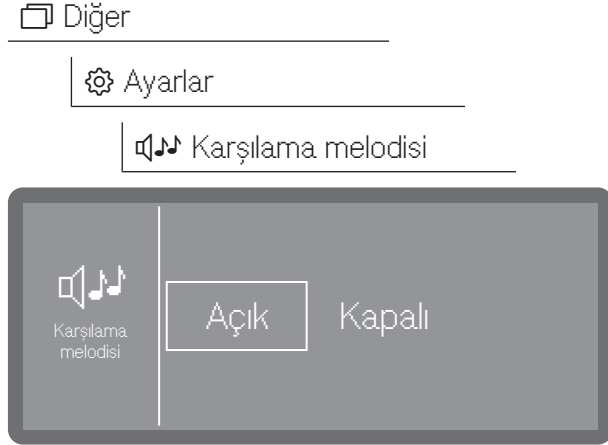 Diğer
Ayarlar
Karşılama melodisi
Karşılama
melodisi
Açık Kapalı